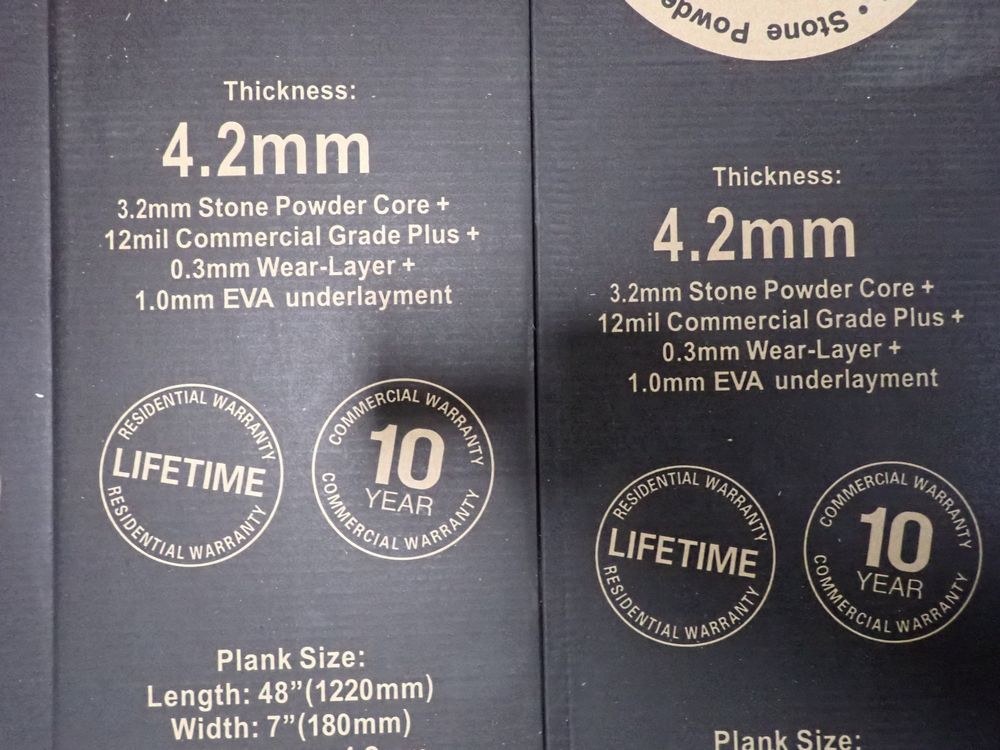 Thickness:
4.2mm
3.2mm Stone Powder Core +
12mil Commercial Grade Plus +
0.3mm Wear-Layer +
1.0mm EVA underlayment
RESIDENTIAL WARRANTY
LIFETIME
RESIDENTIAL WARRANTY
COMMERCIAL WARRANTY
10
YEAR
COMMERCIAL WARRANTY
Plank Size:
Length: 48”(1220mm)
Width: 7”(180mm)
• Stone
Thickness:
4.2mm
3.2mm Stone Powder Core +
12mil Commercial Grade Plus +
0.3mm Wear-Layer +
1.0mm EVA underlayment
RESIDENTIAL WARRANTY
LIFETIME
RESIDENTIAL WARRANTY
COMMERCIAL WARRANTY
10
YEAR
COMMERCIAL WARRANTY
Plank Size: